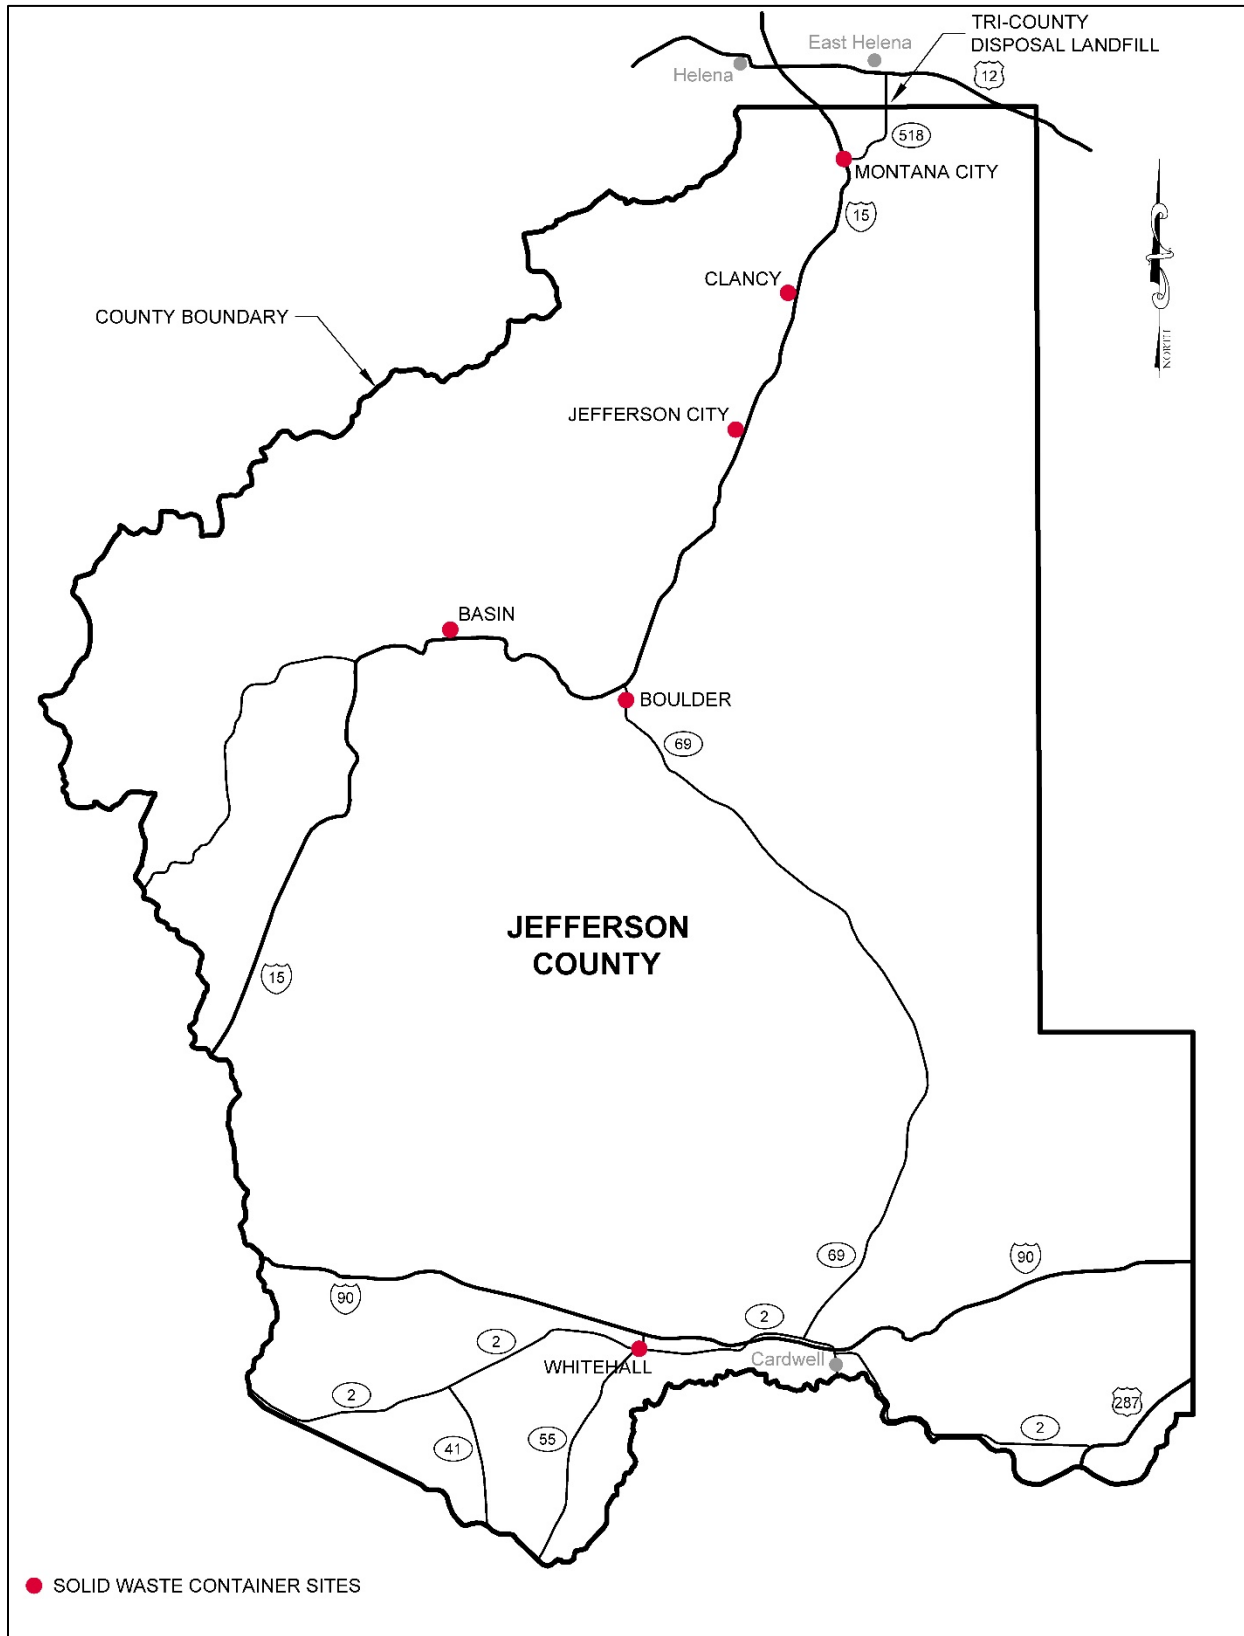 TRI-COUNTY
DISPOSAL LANDFILL
East Helena
Helena
12
518
MONTANA CITY
15
NORTH
CLANCY
COUNTY BOUNDARY
JEFFERSON CITY
BASIN
BOULDER
69
JEFFERSON
COUNTY
15
69
90
90
2
2
WHITEHALL
Cardwell
2
287
2
55
41
SOLID WASTE CONTAINER SITES